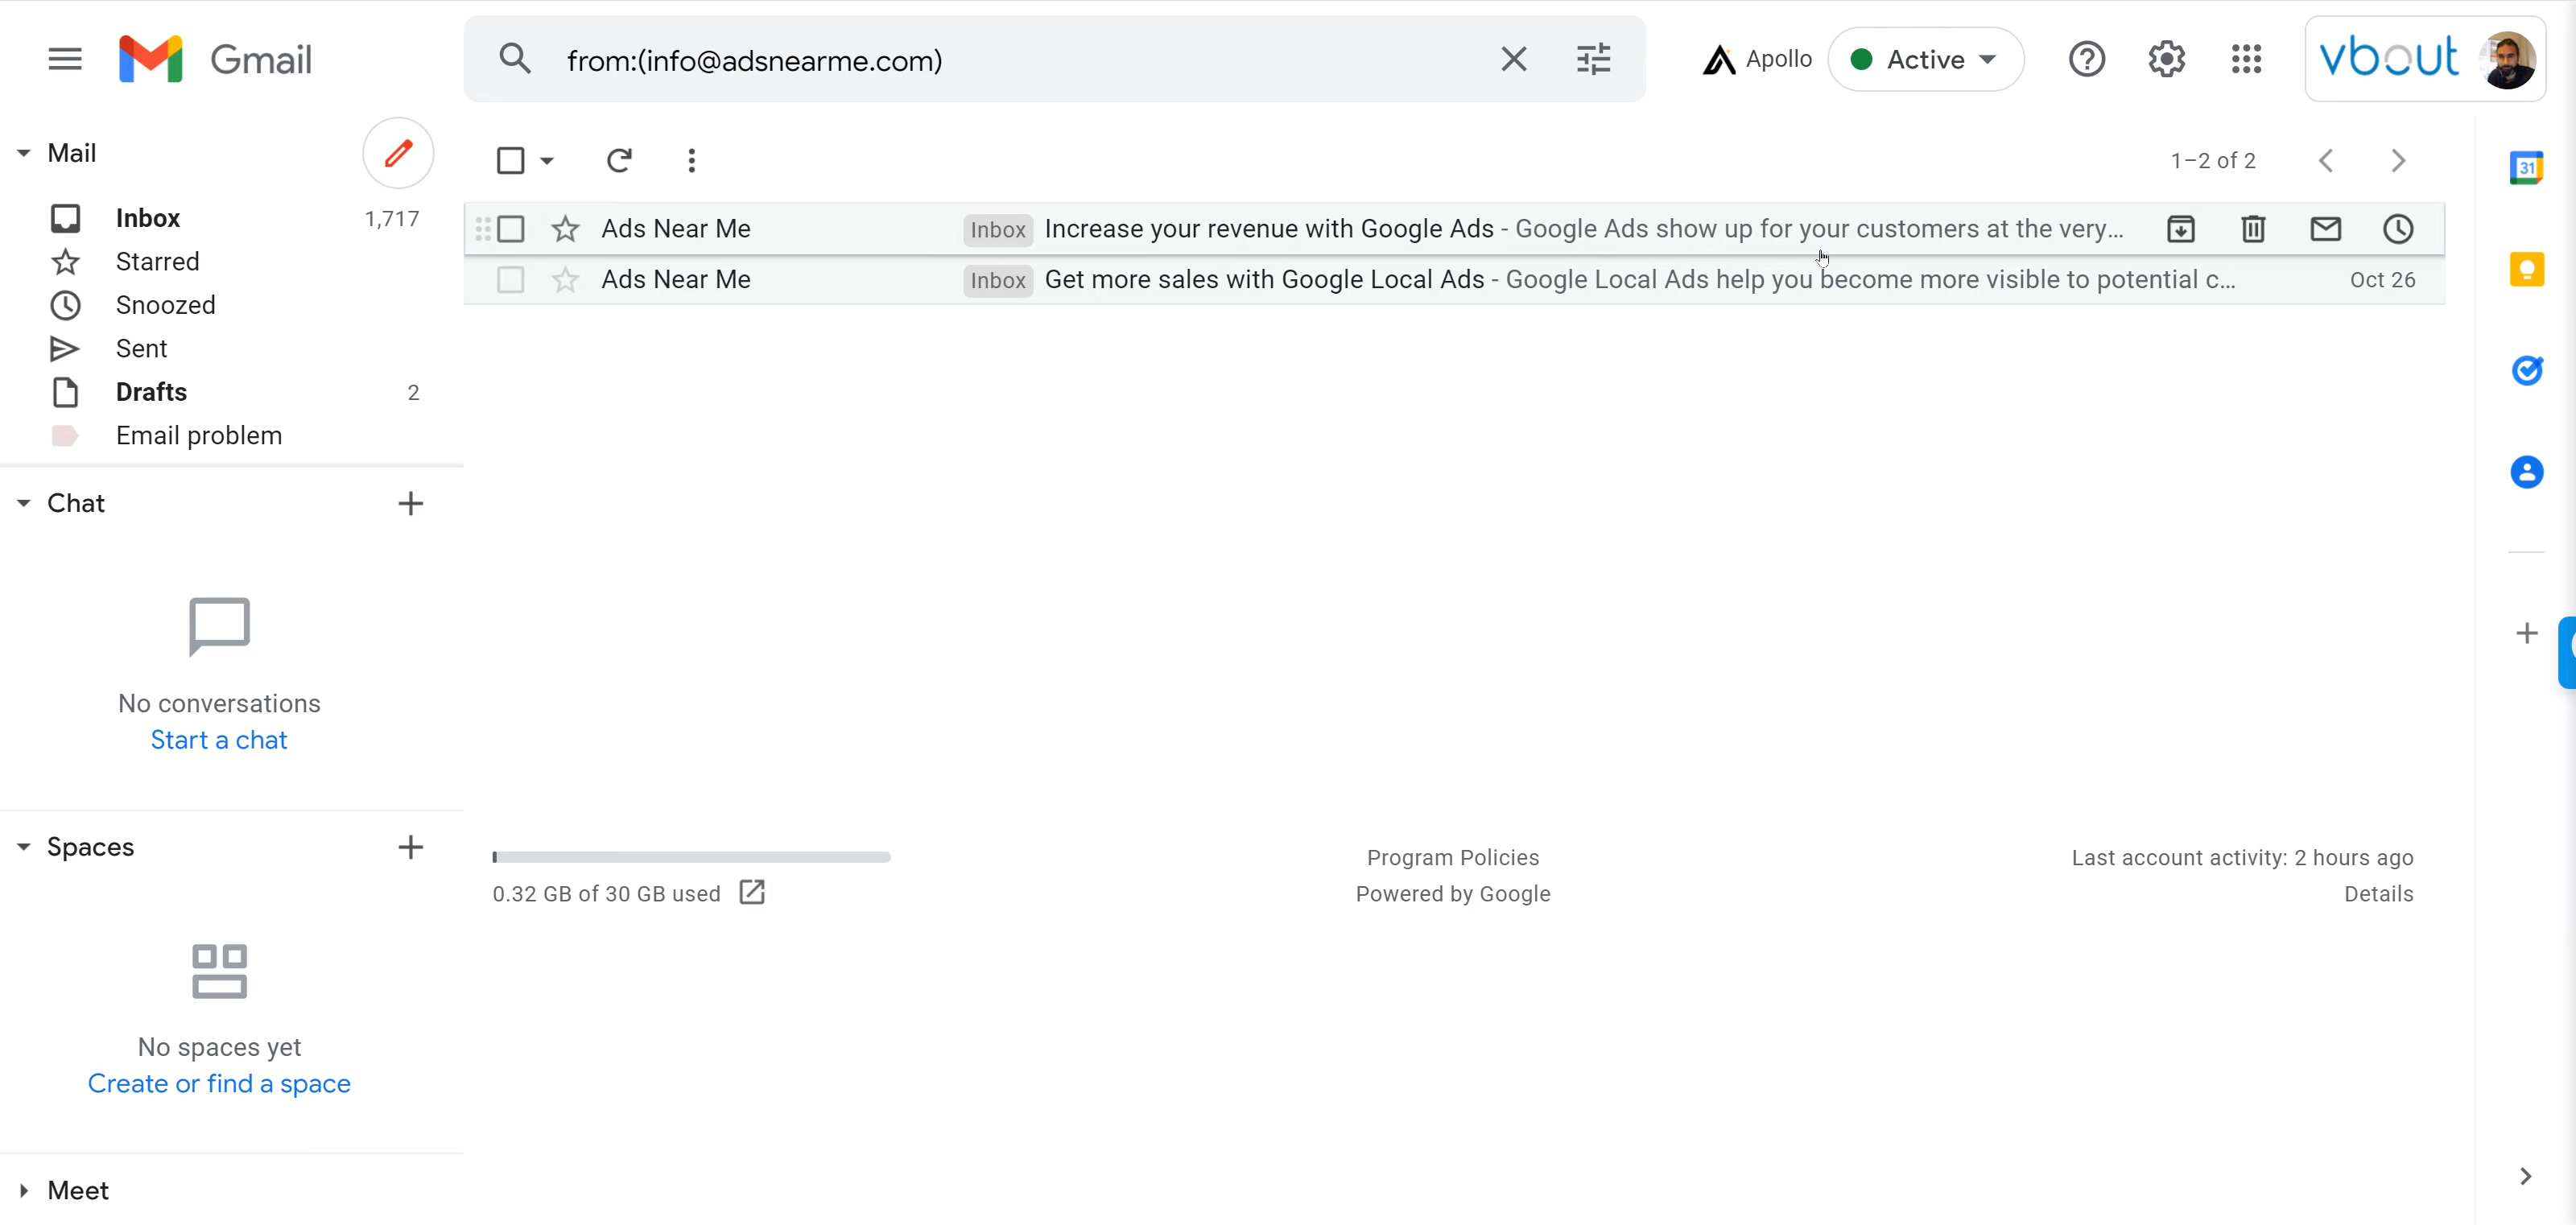 Gmail
from:(info@adsnearme.com)
Apollo
Active
vbout
Mail
Inbox 1,717
Starred
Snoozed
Sent
Drafts 2
Email problem
Chat
No conversations
Start a chat
Spaces
No spaces yet
Create or find a space
Meet
1–2 of 2
Ads Near Me Inbox Increase your revenue with Google Ads - Google Ads show up for your customers at the very...
Ads Near Me Inbox Get more sales with Google Local Ads - Google Local Ads help you become more visible to potential c... Oct 26
0.32 GB of 30 GB used
Program Policies
Powered by Google
Last account activity: 2 hours ago
Details
31